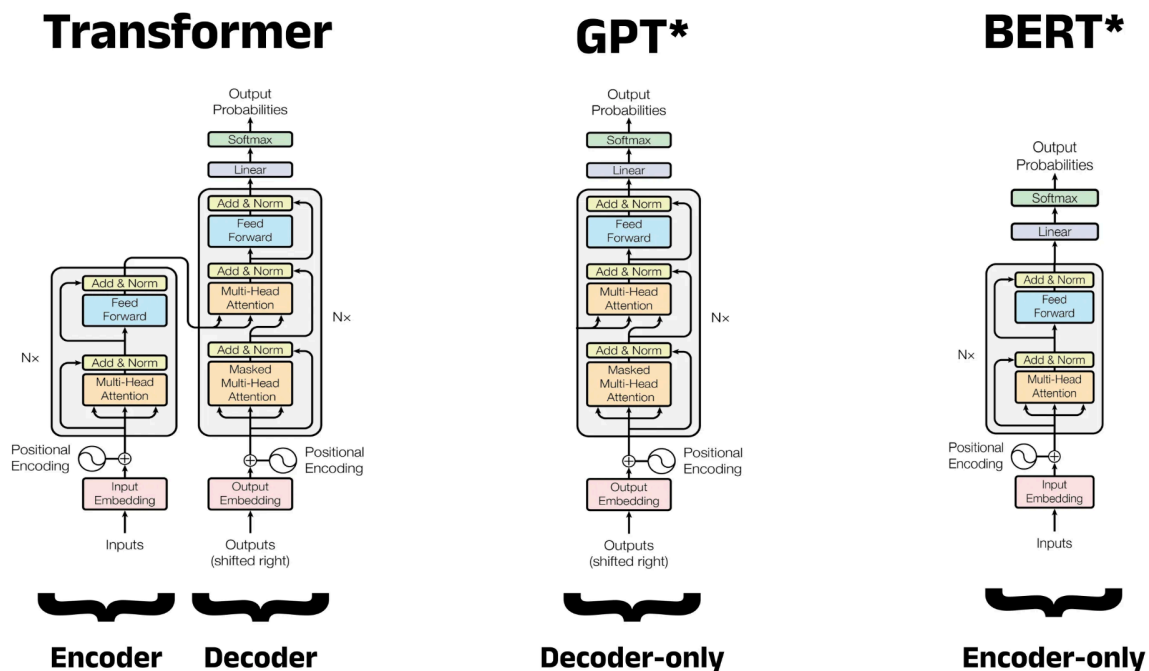 Transformer
GPT*
BERT*
Output
Probabilities
Softmax
Linear
Add & Norm
Feed
Forward
Add & Norm
Multi-Head
Attention
Add & Norm
Masked
Multi-Head
Attention
N×
Positional
Encoding
Output
Embedding
Outputs
(shifted right)
Add & Norm
Feed
Forward
Add & Norm
Multi-Head
Attention
N×
Positional
Encoding
Input
Embedding
Inputs
Output
Probabilities
Softmax
Linear
Add & Norm
Feed
Forward
Add & Norm
Multi-Head
Attention
Add & Norm
Masked
Multi-Head
Attention
N×
Positional
Encoding
Output
Embedding
Outputs
(shifted right)
Output
Probabilities
Softmax
Linear
Add & Norm
Feed
Forward
Add & Norm
Multi-Head
Attention
N×
Positional
Encoding
Input
Embedding
Inputs
Encoder
Decoder
Decoder-only
Encoder-only